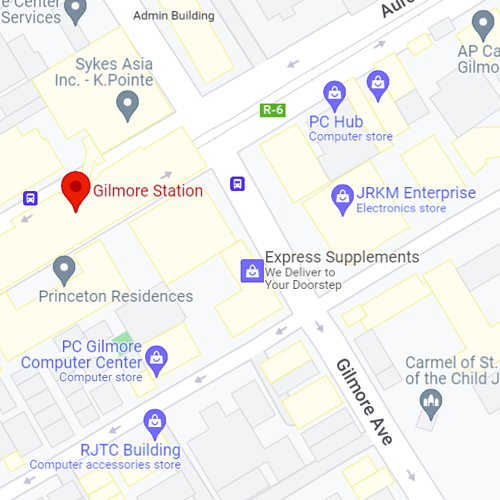 e Center
Services
Admin Building
Auro
Sykes Asia
Inc. - K.Pointe
AP Ca
Gilmo
R-6
PC Hub
Computer store
Gilmore Station
JRKM Enterprise
Electronics store
Express Supplements
We Deliver to
Your Doorstep
Princeton Residences
PC Gilmore
Computer Center
Computer store
Gilmore Ave
Carmel of St.
of the Child J
RJTC Building
Computer accessories store